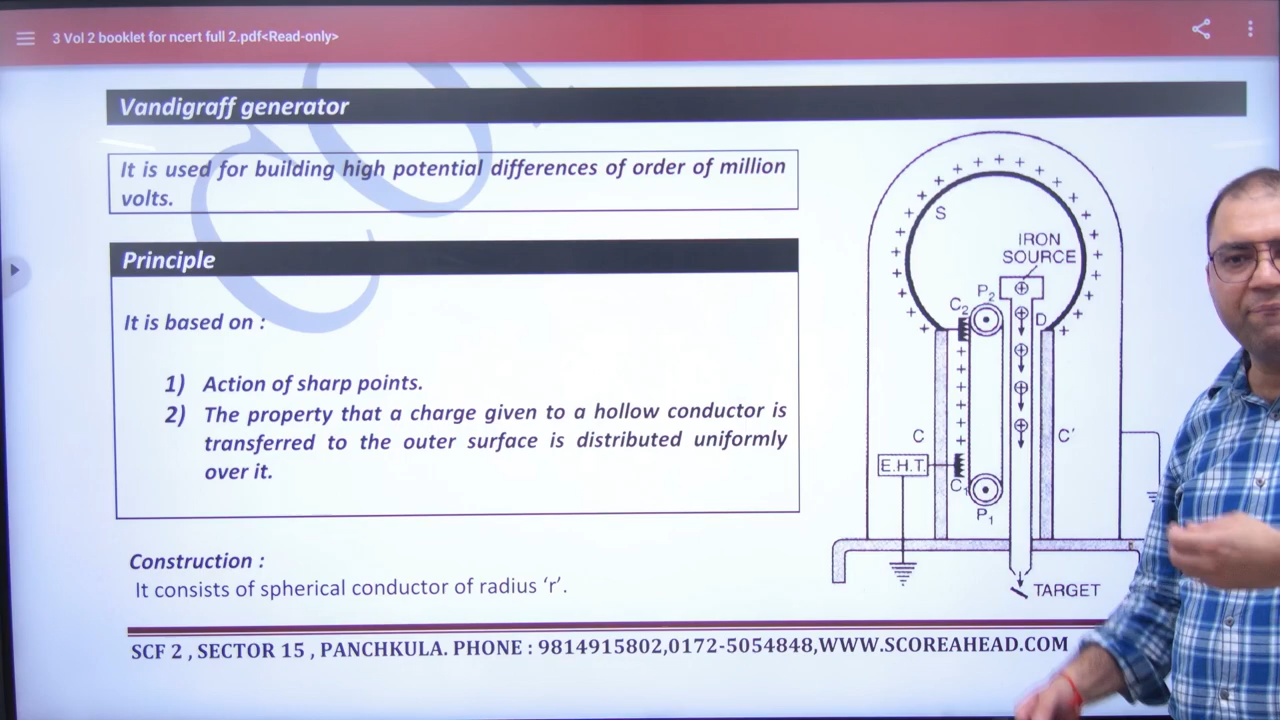 3 Vol 2 booklet for ncert full 2.pdf<Read-only>
Vandigraff generator
It is used for building high potential differences of order of million
volts.
Principle
It is based on :
1) Action of sharp points.
2) The property that a charge given to a hollow conductor is
transferred to the outer surface is distributed uniformly
over it.
Construction :
It consists of spherical conductor of radius ‘r’.
S
IRON
SOURCE
P2
C2
D
C
C’
E.H.T.
C1
P1
TARGET
SCF 2 , SECTOR 15 , PANCHKULA. PHONE : 9814915802,0172-5054848,WWW.SCOREAHEAD.COM